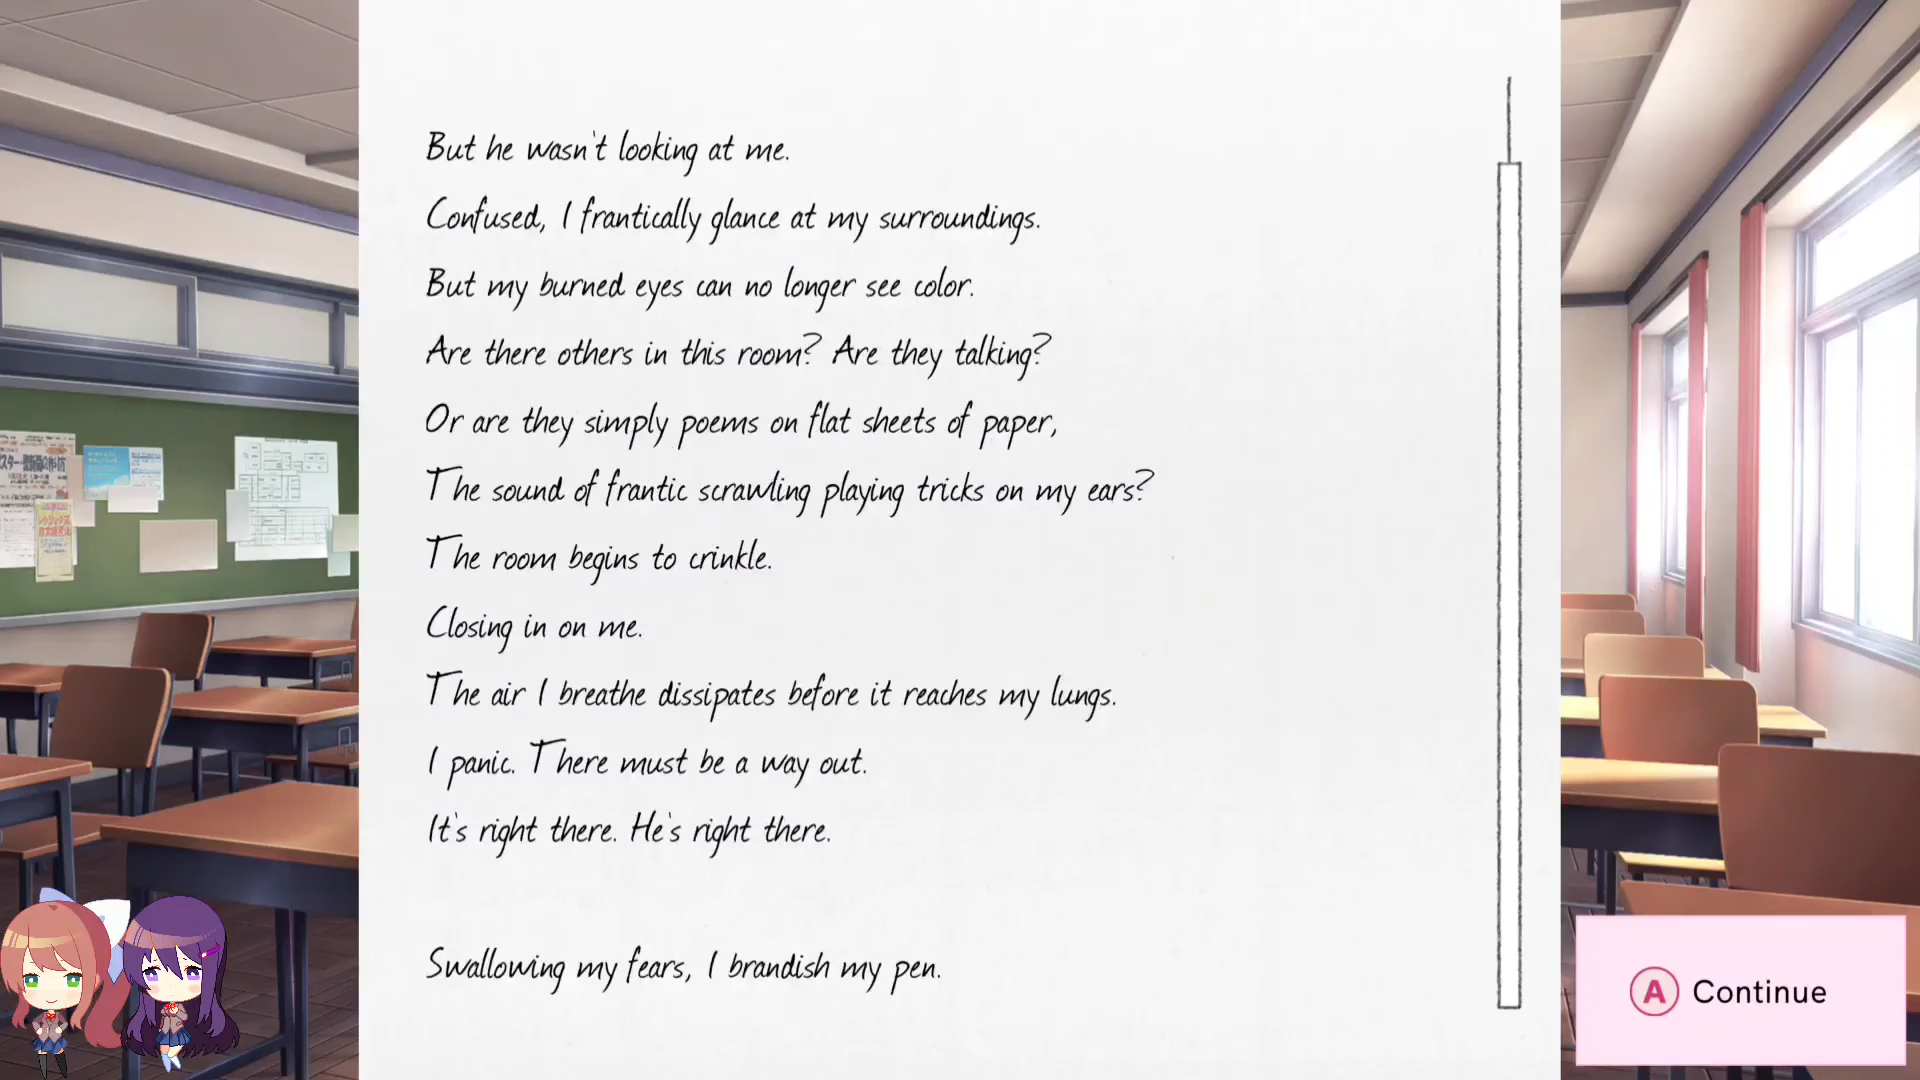 But he wasn't looking at me.
Confused, I frantically glance at my surroundings.
But my burned eyes can no longer see color.
Are there others in this room? Are they talking?
Or are they simply poems on flat sheets of paper,
The sound of frantic scrawling playing tricks on my ears?
The room begins to crinkle.
Closing in on me.
The air I breathe dissipates before it reaches my lungs.
I panic. There must be a way out.
It's right there. He's right there.
Swallowing my fears, I brandish my pen.
A Continue